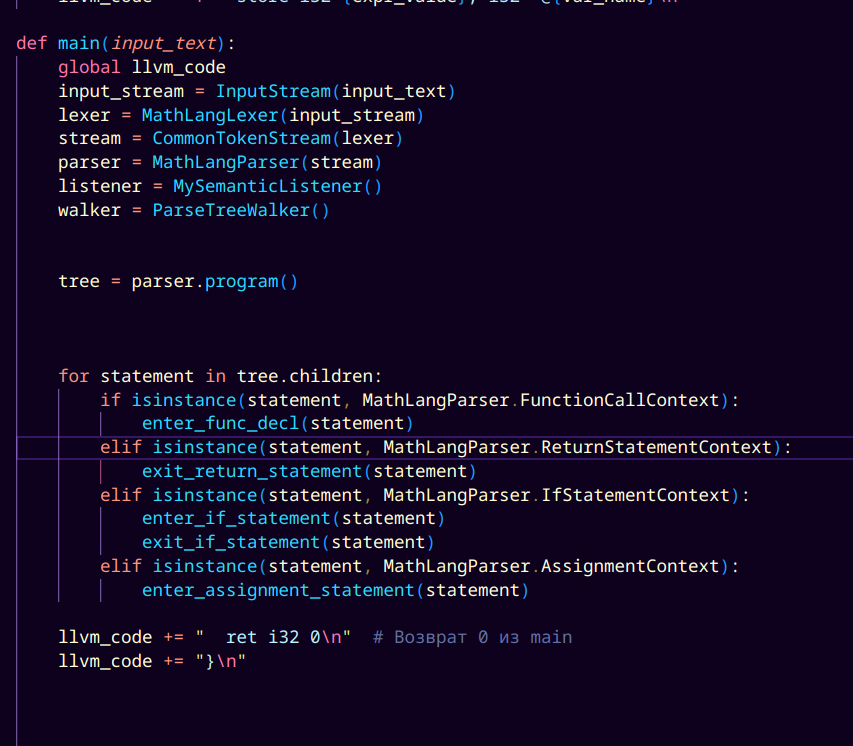 def main(input_text):
    global llvm_code
    input_stream = InputStream(input_text)
    lexer = MathLangLexer(input_stream)
    stream = CommonTokenStream(lexer)
    parser = MathLangParser(stream)
    listener = MySemanticListener()
    walker = ParseTreeWalker()
    tree = parser.program()
    for statement in tree.children:
        if isinstance(statement, MathLangParser.FunctionCallContext):
            enter_func_decl(statement)
        elif isinstance(statement, MathLangParser.ReturnStatementContext):
            exit_return_statement(statement)
        elif isinstance(statement, MathLangParser.IfStatementContext):
            enter_if_statement(statement)
            exit_if_statement(statement)
        elif isinstance(statement, MathLangParser.AssignmentContext):
            enter_assignment_statement(statement)
    llvm_code += "  ret i32 0\n"  # Возврат 0 из main
    llvm_code += "}\n"